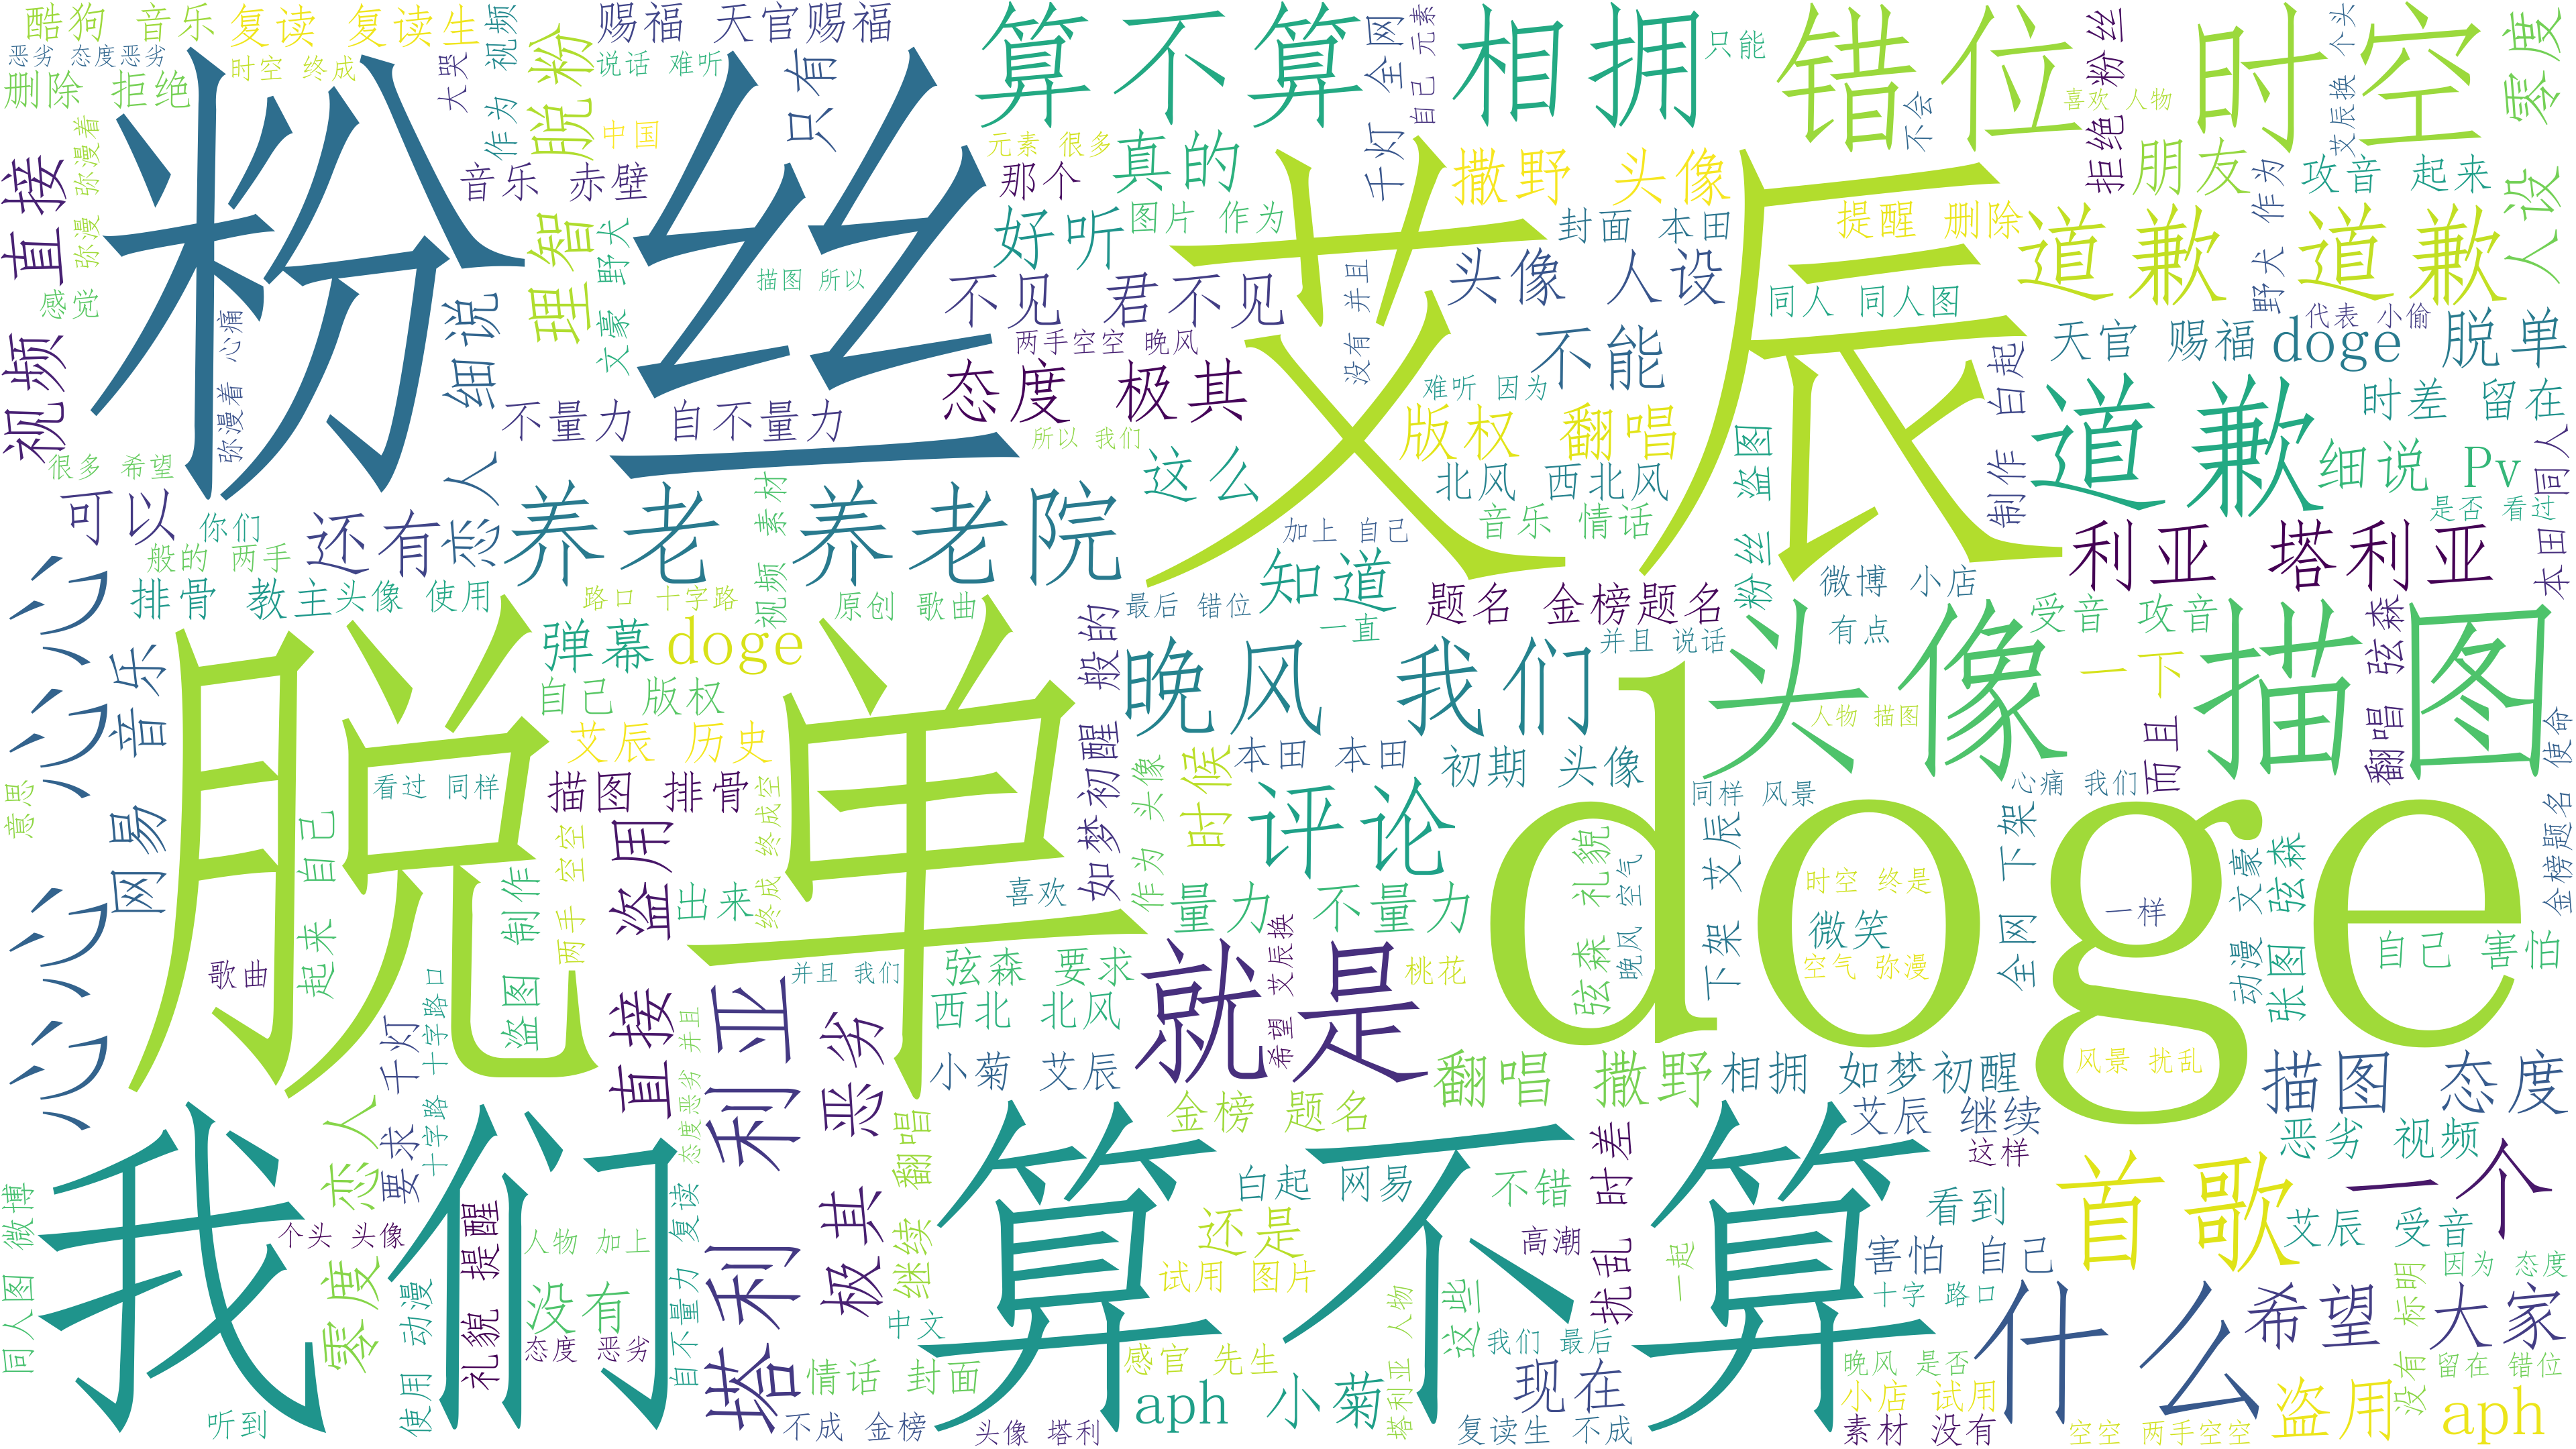 酷狗 音乐
复读 复读生
赐福 天官赐福
算不算
相拥
错位 时空
零度
恶劣 态度恶劣
时空 终成
删除 拒绝
大哭
作为 视频
脱粉
说话 难听
只有
中国
全网
自己 元素
只能
千灯
不会
拒绝 粉丝
喜欢 人物
艾辰换 个头
人设
粉丝
直接
视频
弥漫 弥漫着
感觉
弥漫着 心痛
很多 希望
细说
恋人
理智
音乐 赤壁
文豪 野犬
描图 所以
不量力 自不量力
元素 很多
那个
真的
好听
图片 作为
不见 君不见
两手空空 晚风
态度 极其
所以 我们
没有 并且
艾辰
撒野 头像
封面 本田
头像 人设
不能
难听 因为
版权 翻唱
这么
北风 西北风
音乐 情话
提醒 删除
同人 同人图
朋友
攻音 起来
野犬 作为
道歉 道歉
代表 小偷
天官 赐福
doge 脱单
道歉
时差 留在
细说 Pv
是否 看过
制作 白起
本田 同人
粉丝 盗图
利亚 塔利亚
可以
你们
还有
养老 养老院
视频 素材
加上 自己
知道
题名 金榜题名
微博 小店
般的 两手
排骨 教主
头像 使用
路口 十字路
原创 歌曲
最后 错位
一直
并且 说话
有点
受音 攻音
心心
心心
网易 音乐
意思
脱单 doge
弹幕
doge
自己 版权
艾辰 历史
描图 排骨
看过 同样
起来 自己
盗图 制作
两手 空空
盗用
出来
终成 终成空
喜欢
如梦初醒 般的
作为 头像
晚风 我们
本田 本田
时候
初期 头像
评论
量力 不量力
同样 风景
头像 描图
人物 描图
一下
心痛 我们
而且
翻唱 弦森
金榜题名 使命
歌曲
并且 我们
弦森 要求
西北 北风
小菊 艾辰
就是
桃花
希望 艾辰换
弦森 礼貌
晚风 空气
下架 艾辰
时空 终是
微笑
空气 弥漫
全网 下架
一样
动漫 文豪
张图 弦森
自己 害怕
风景 扰乱
要求 千灯
十字路 十字路口
恋人
零度
态度恶劣 并且
直接
恶劣
极其
塔利 利亚
翻唱
继续
金榜 题名
翻唱 撒野
相拥 如梦初醒
艾辰 继续
这样
描图 态度
恶劣 视频
同人图 微博
我们
听到
个头 头像
使用 动漫
礼貌 提醒
人物 加上
没有
态度 恶劣
自不量力 复读
中文
情话 封面
不成 金榜
算不算
头像 塔利
白起 网易
还是
试用 图片
感官 先生
aph 小菊
塔利亚 人物
这些
不错
高潮
我们 最后
现在
复读生 不成
扰乱 时差
一起
看到
害怕 自己
十字 路口
晚风 是否
小店 试用
素材 没有
首歌
一个
艾辰 受音
什么
希望
大家
因为 态度
没有 标明
留在 错位
盗用
aph
空空 两手空空